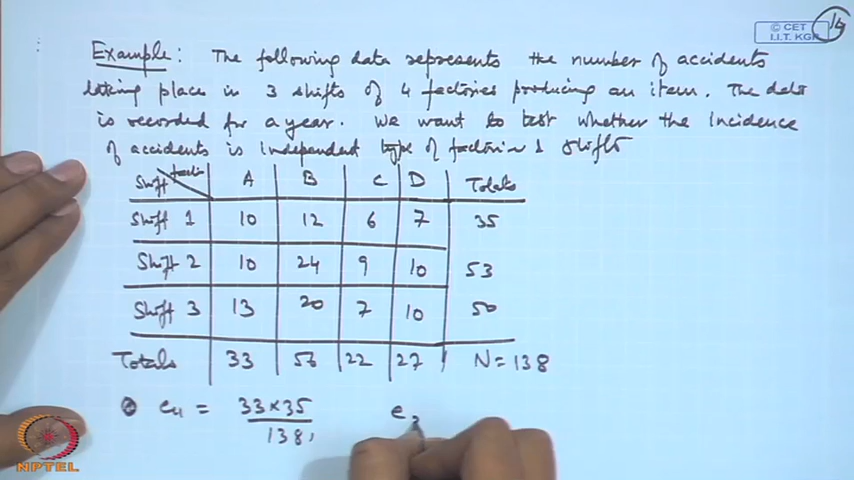 © CET
I.I.T. KGP
14
Example: The following data represents the number of accidents
taking place in 3 shifts of 4 factories producing an item. The data
is recorded for a year. We want to test whether the incidence
of accidents is independent type of factories & shifts
Shift A B C D Totals
Shift 1 10 12 6 7 35
Shift 2 10 24 9 10 53
Shift 3 13 20 7 10 50
Totals 33 56 22 27 N = 138
e11 = 33×35 e
138,
NPTEL